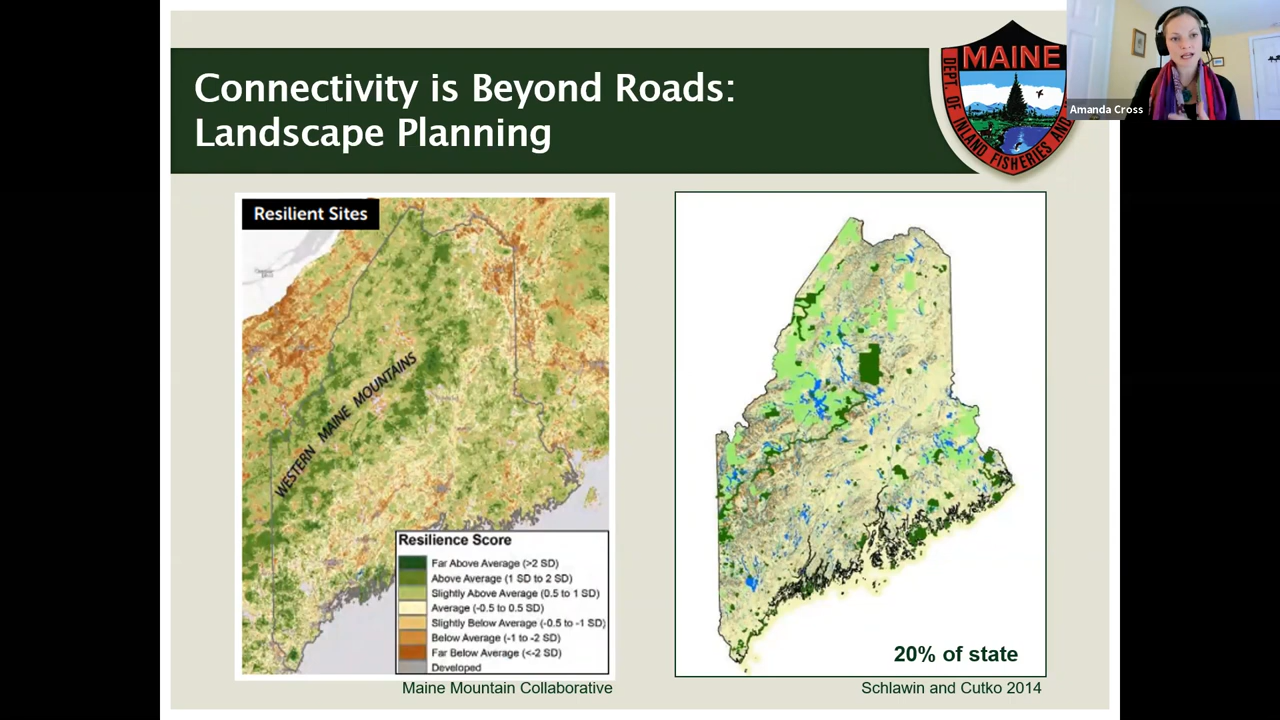 Connectivity is Beyond Roads:
Landscape Planning
MAINE
DEPT. OF INLAND FISHERIES AND
Amanda Cross
Resilient Sites
WESTERN MAINE MOUNTAINS
Resilience Score
Far Above Average (>2 SD)
Above Average (1 SD to 2 SD)
Slightly Above Average (0.5 to 1 SD)
Average (-0.5 to 0.5 SD)
Slightly Below Average (-0.5 to -1 SD)
Below Average (-1 to -2 SD)
Far Below Average (<-2 SD)
Developed
Maine Mountain Collaborative
20% of state
Schlawin and Cutko 2014